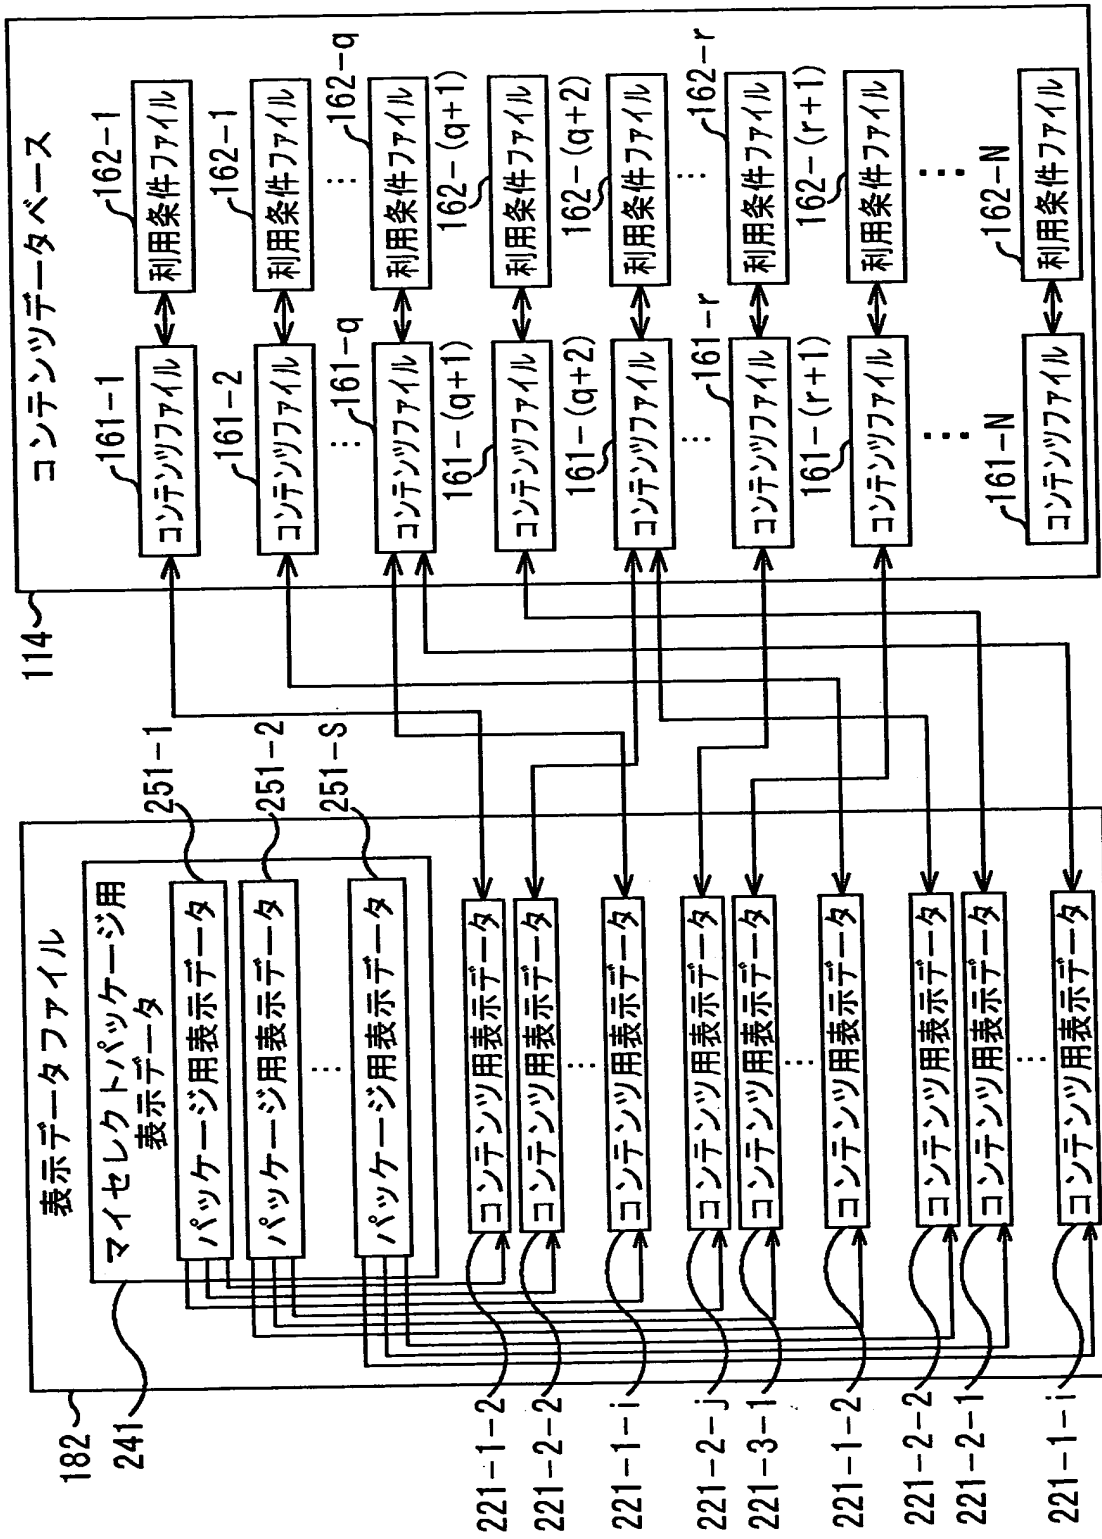 コンテンツデータベース
114
162-1
利用条件ファイル
161-1
コンテンツファイル
162-1
利用条件ファイル
161-2
コンテンツファイル
⋮
⋮
162-q
利用条件ファイル
161-q
コンテンツファイル
162-(q+1)
利用条件ファイル
161-(q+1)
コンテンツファイル
162-(q+2)
利用条件ファイル
161-(q+2)
コンテンツファイル
⋮
⋮
162-r
利用条件ファイル
161-r
コンテンツファイル
162-(r+1)
利用条件ファイル
161-(r+1)
コンテンツファイル
⋮
⋮
162-N
利用条件ファイル
161-N
コンテンツファイル
表示データファイル
182
マイセレクトパッケージ用
表示データ
241
パッケージ用表示データ
251-1
パッケージ用表示データ
251-2
⋮
パッケージ用表示データ
251-S
221-1-2
コンテンツ用表示データ
221-2-2
コンテンツ用表示データ
⋮
221-1-i
コンテンツ用表示データ
221-2-j
コンテンツ用表示データ
221-3-1
コンテンツ用表示データ
⋮
221-1-2
コンテンツ用表示データ
221-2-2
コンテンツ用表示データ
221-2-1
コンテンツ用表示データ
⋮
221-1-i
コンテンツ用表示データ